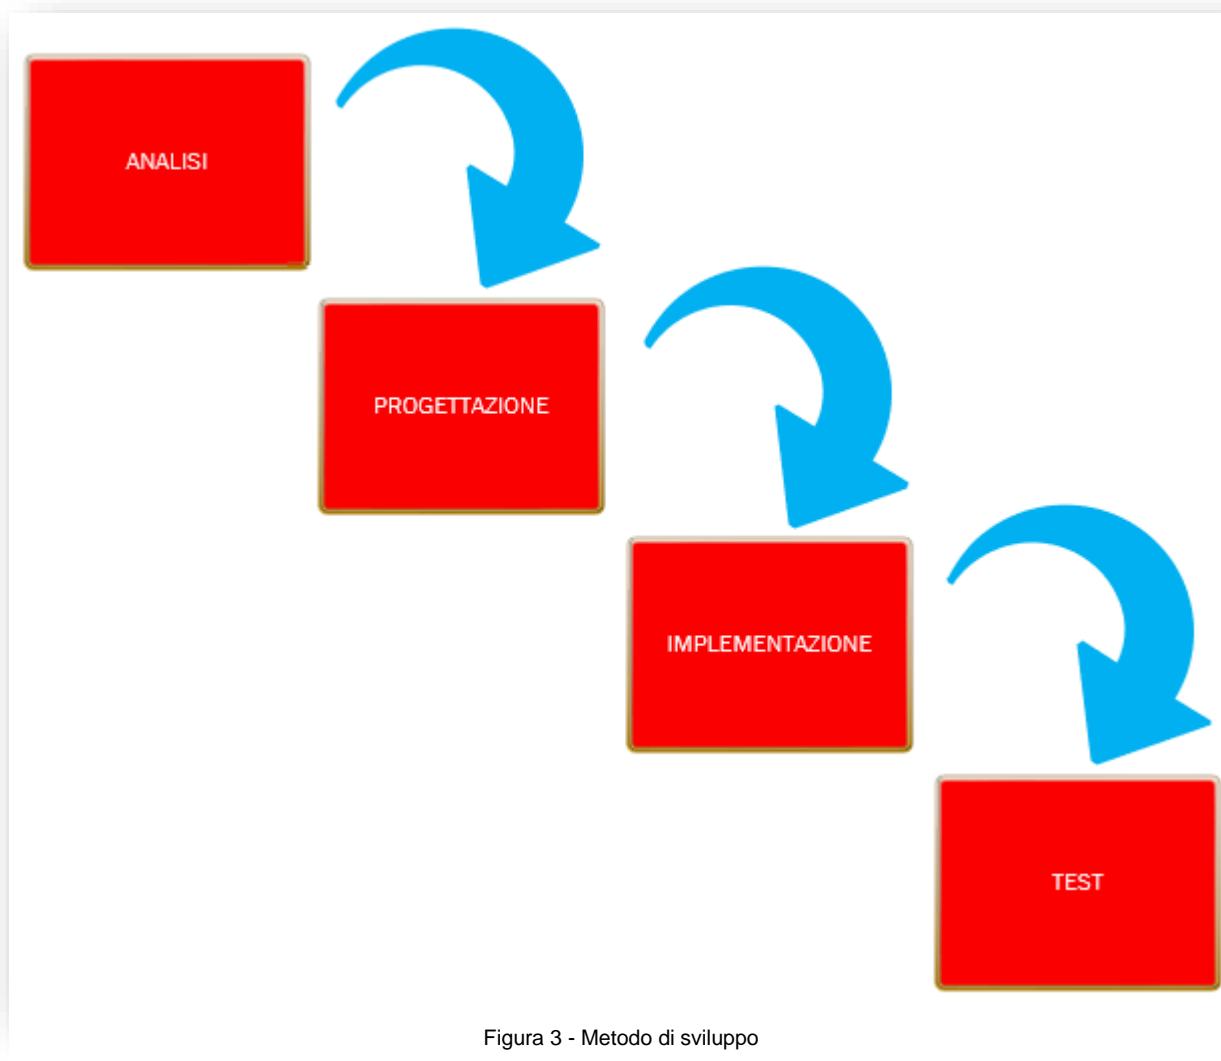 ANALISI
PROGETTAZIONE
IMPLEMENTAZIONE
TEST
Figura 3 - Metodo di sviluppo